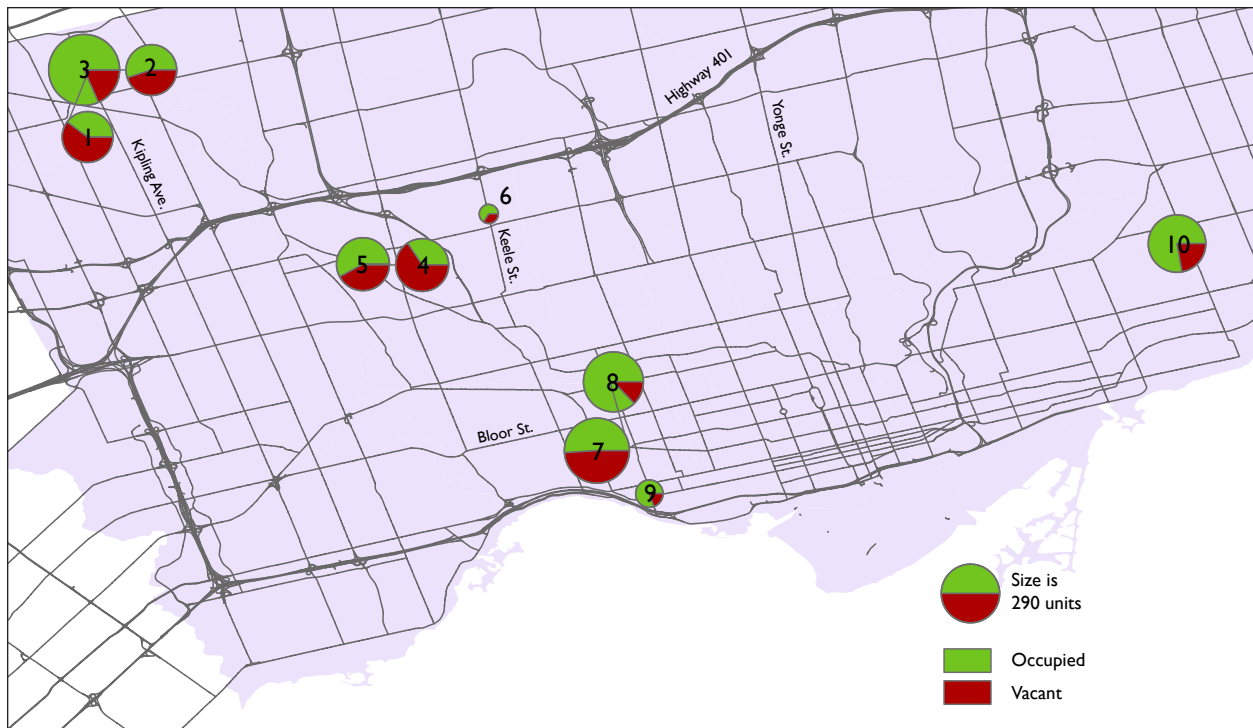 3
2
1
Kipling Ave.
Highway 401
Yonge St.
6
Keele St.
5
4
10
8
Bloor St.
7
9
Size is
290 units
Occupied
Vacant